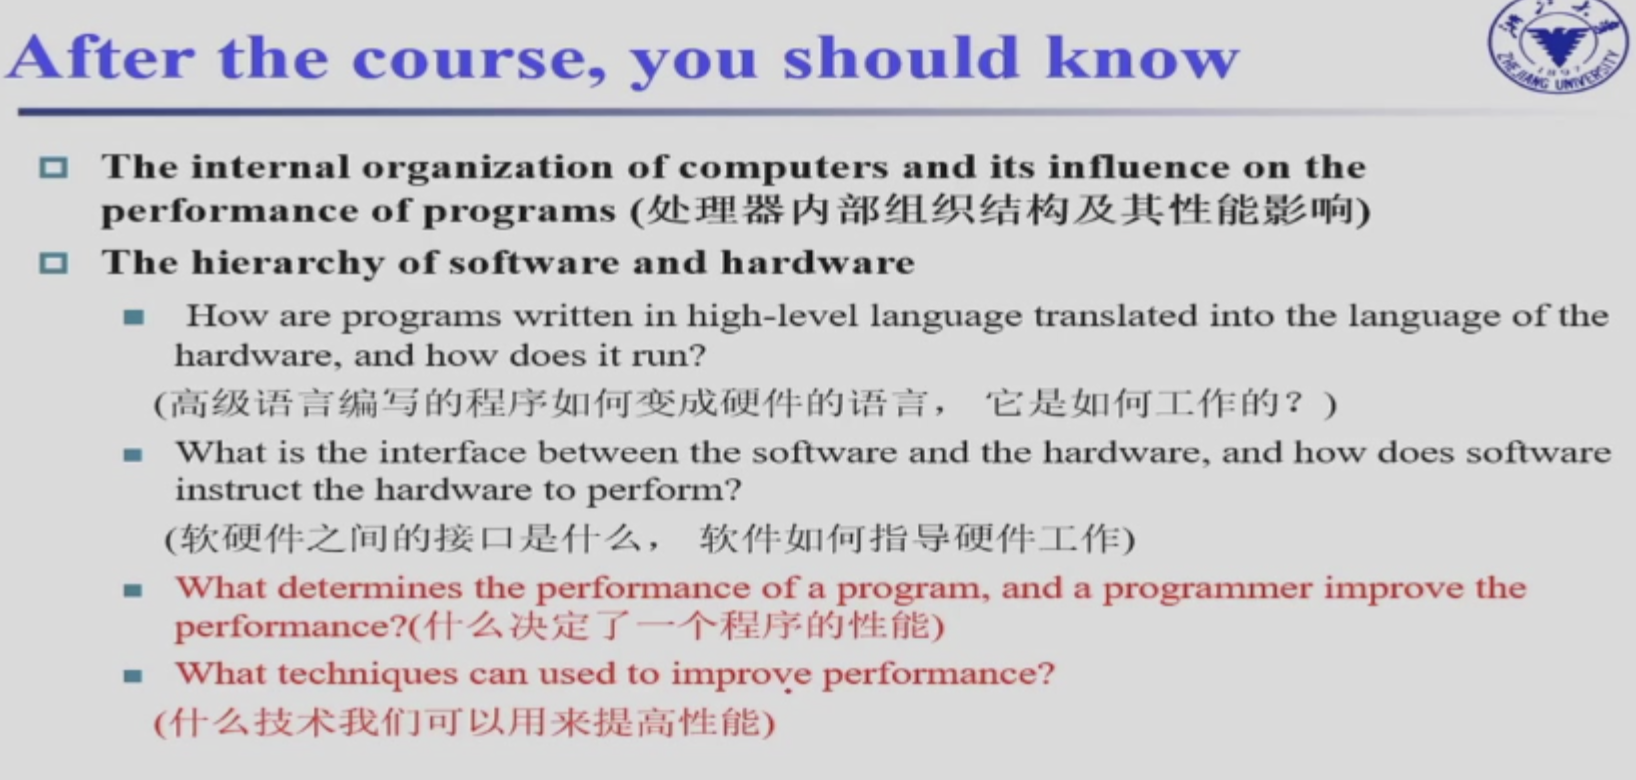 After the course, you should know
ZHEJIANG UNIVERSITY
The internal organization of computers and its influence on the
performance of programs (处理器内部组织结构及其性能影响)
The hierarchy of software and hardware
How are programs written in high-level language translated into the language of the
hardware, and how does it run?
(高级语言编写的程序如何变成硬件的语言， 它是如何工作的？)
What is the interface between the software and the hardware, and how does software
instruct the hardware to perform?
(软硬件之间的接口是什么， 软件如何指导硬件工作)
What determines the performance of a program, and a programmer improve the
performance?(什么决定了一个程序的性能)
What techniques can used to improve performance?
(什么技术我们可以用来提高性能)